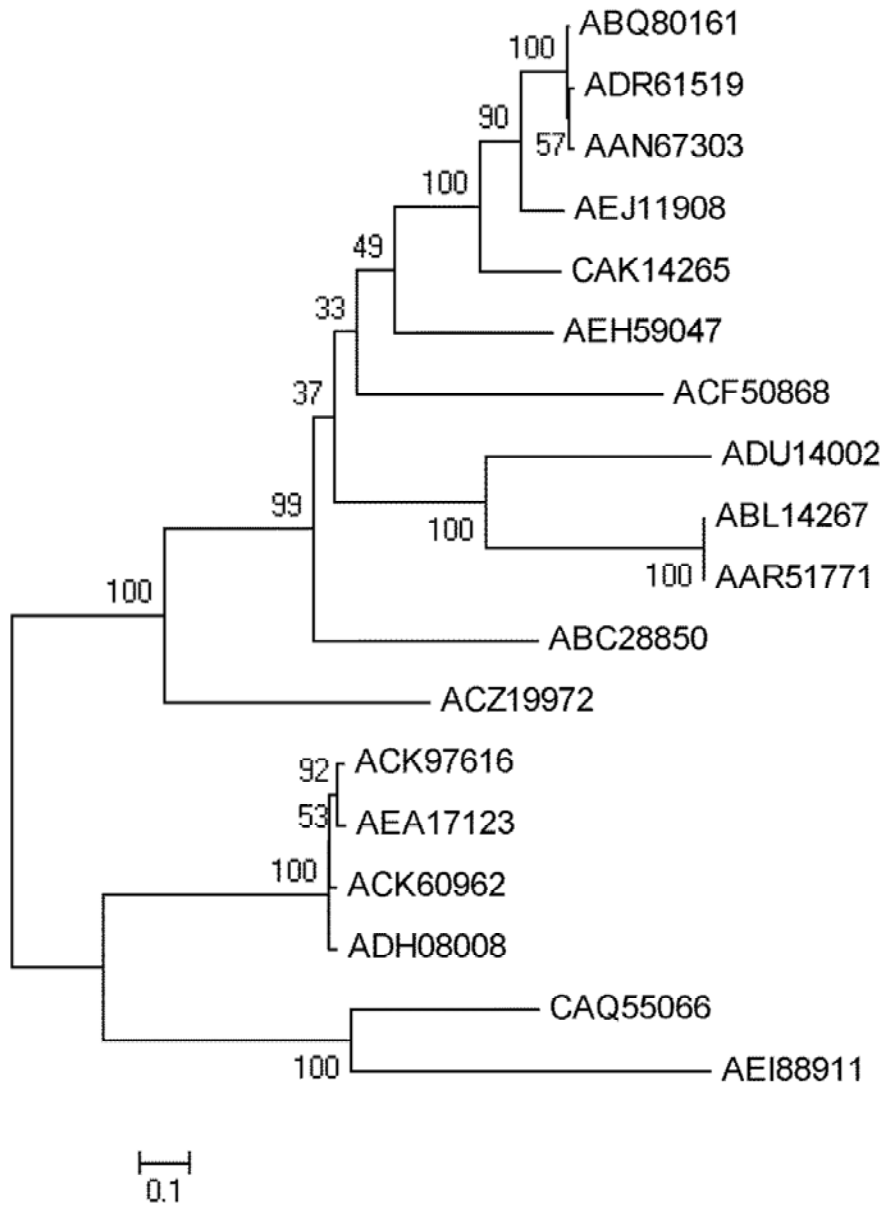 ABQ80161
100
ADR61519
90
57
AAN67303
100
AEJ11908
49
CAK14265
33
AEH59047
37
ACF50868
ADU14002
99
ABL14267
100
100
AAR51771
100
ABC28850
ACZ19972
92
ACK97616
53
AEA17123
100
ACK60962
ADH08008
CAQ55066
100
AEI88911
0.1